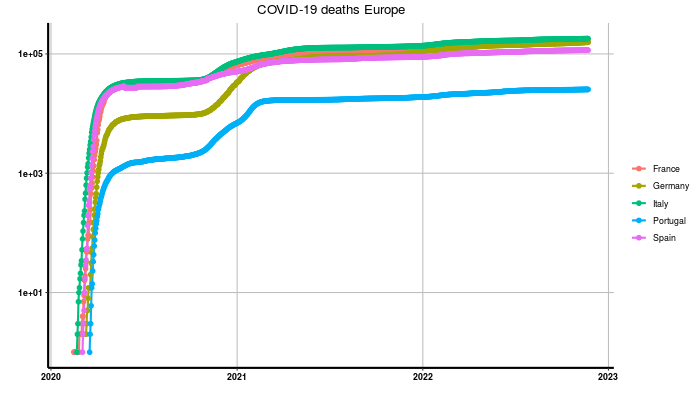 COVID-19 deaths Europe
1e+05
1e+03
1e+01
2020
2021
2022
2023
France
Germany
Italy
Portugal
Spain